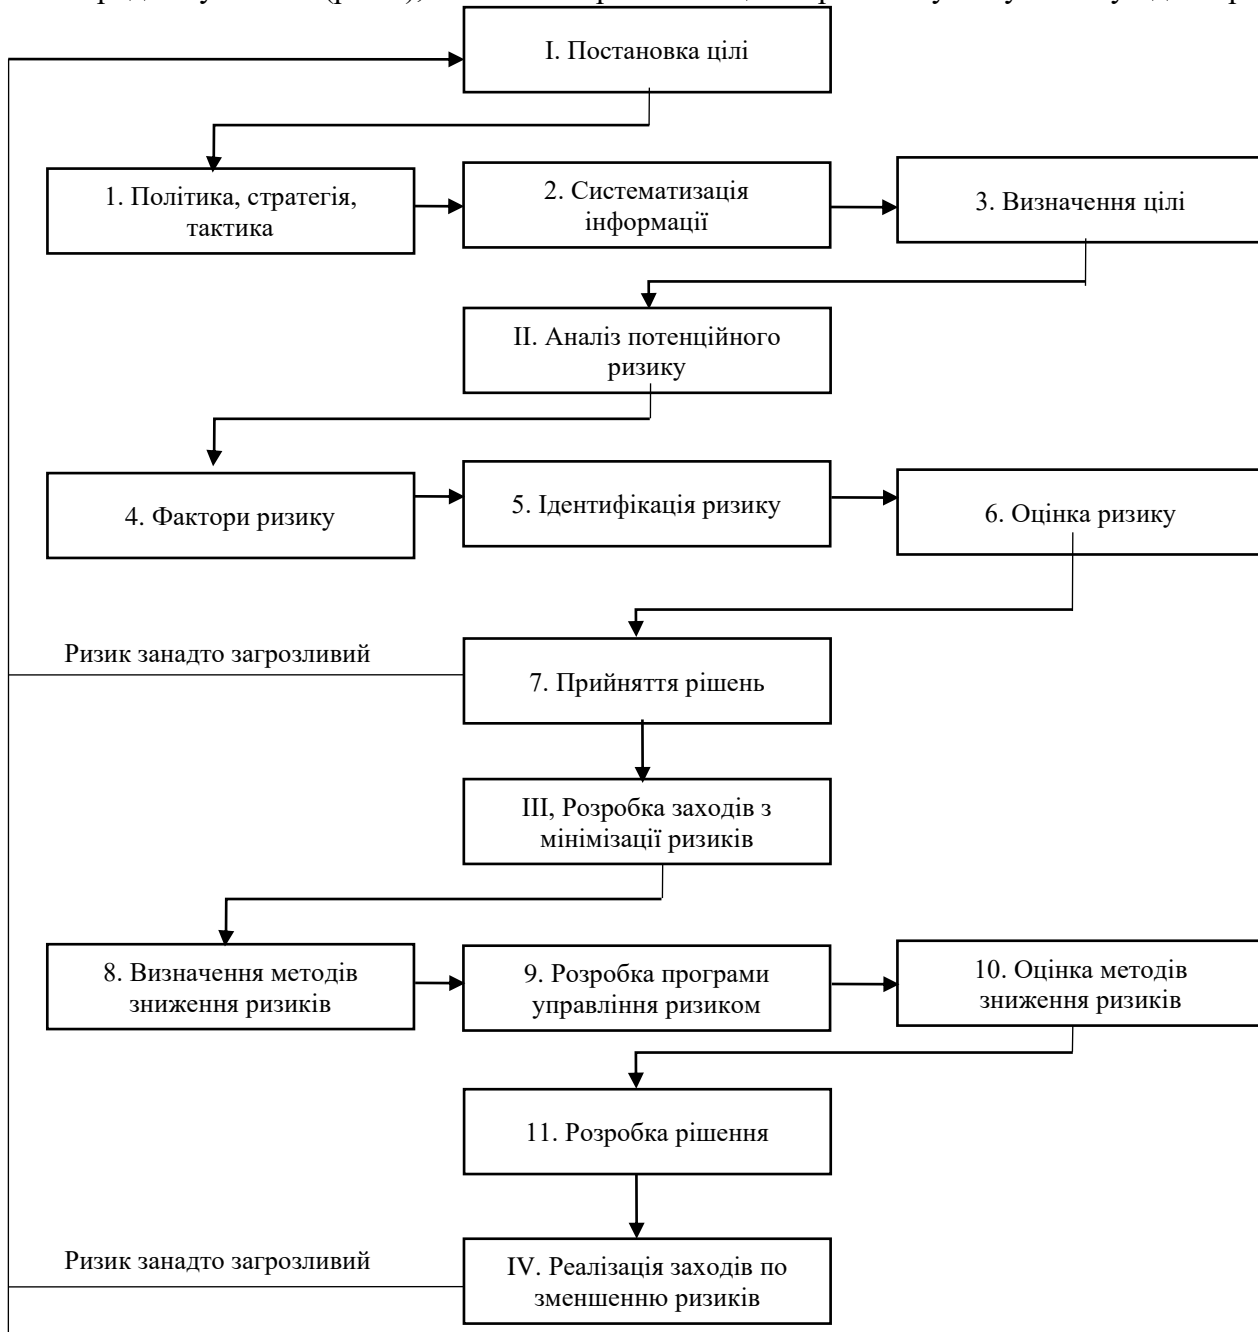 І. Постановка цілі
1. Політика, стратегія,
тактика
2. Систематизація
інформації
3. Визначення цілі
ІІ. Аналіз потенційного
ризику
4. Фактори ризику
5. Ідентифікація ризику
6. Оцінка ризику
Ризик занадто загрозливий
7. Прийняття рішень
ІІІ, Розробка заходів з
мінімізації ризиків
8. Визначення методів
зниження ризиків
9. Розробка програми
управління ризиком
10. Оцінка методів
зниження ризиків
11. Розробка рішення
Ризик занадто загрозливий
IV. Реалізація заходів по
зменшенню ризиків